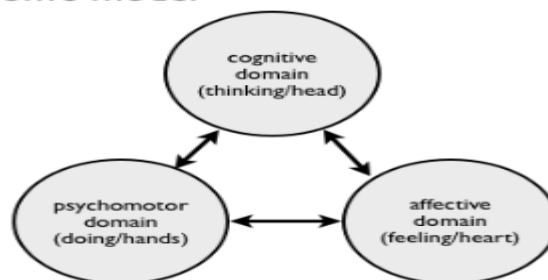 cognitive
domain
(thinking/head)
psychomotor
domain
(doing/hands)
affective
domain
(feeling/heart)